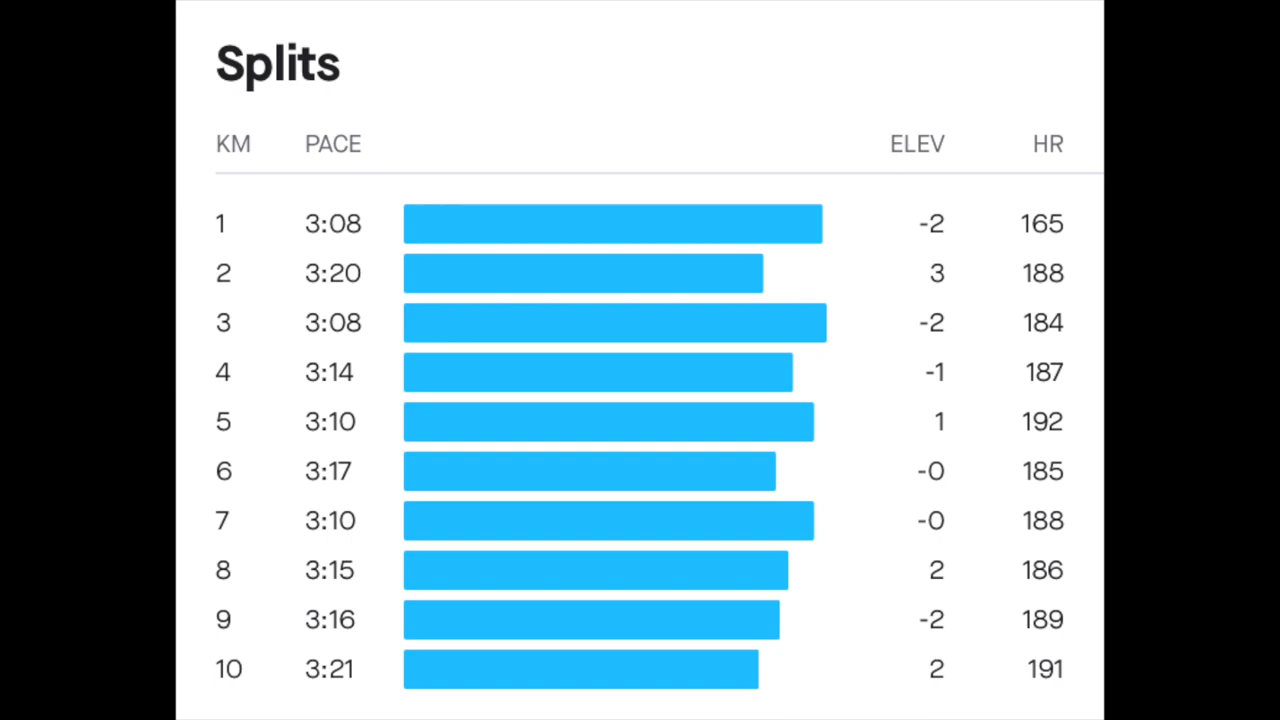 Splits
KM PACE ELEV HR
1 3:08 -2 165
2 3:20 3 188
3 3:08 -2 184
4 3:14 -1 187
5 3:10 1 192
6 3:17 -0 185
7 3:10 -0 188
8 3:15 2 186
9 3:16 -2 189
10 3:21 2 191